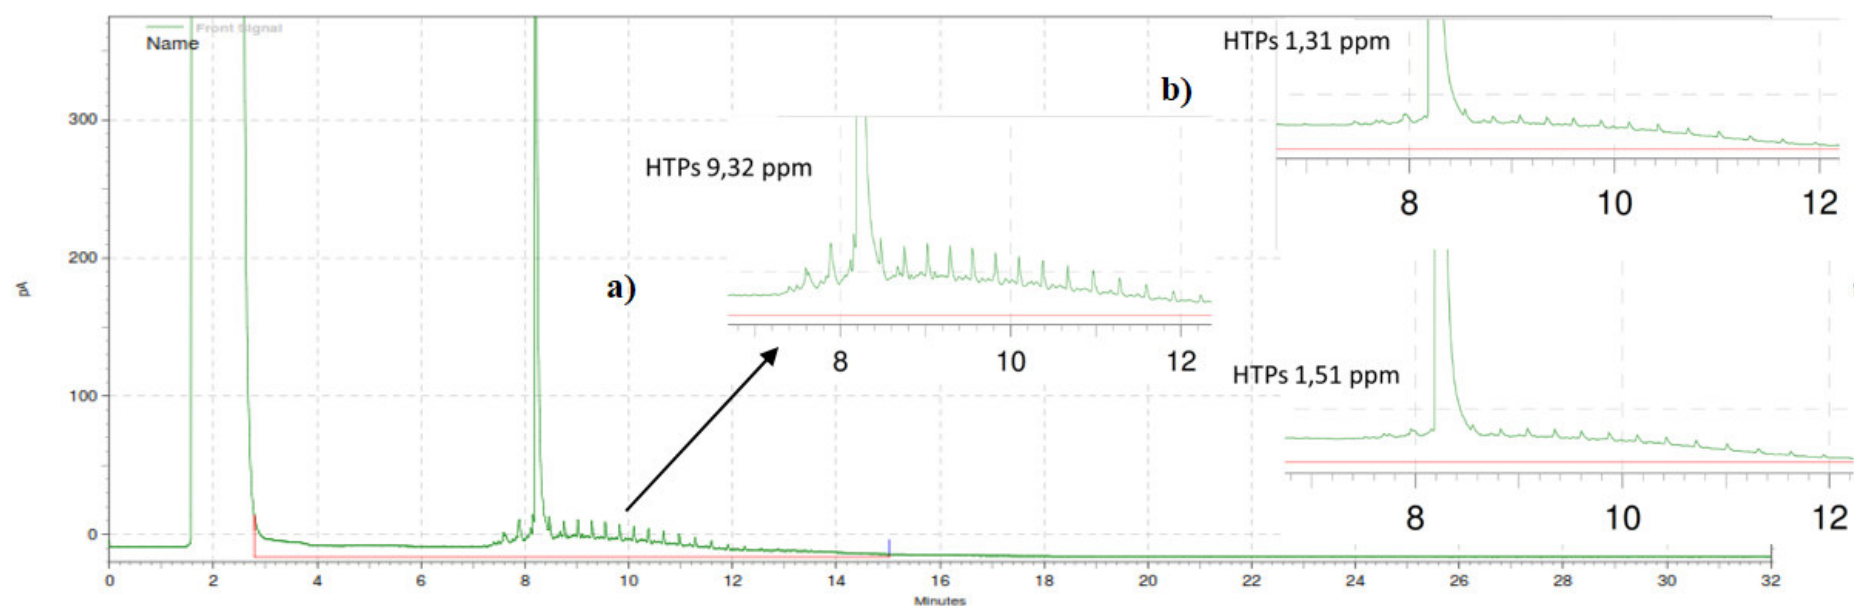 Front Signal
Name
HTPs 1,31 ppm
b)
8 10 12
HTPs 9,32 ppm
a)
8 10 12
HTPs 1,51 ppm
8 10 12
pA
300
200
100
0
0 2 4 6 8 10 12 14 16 18 20 22 24 26 28 30 32
Minutes